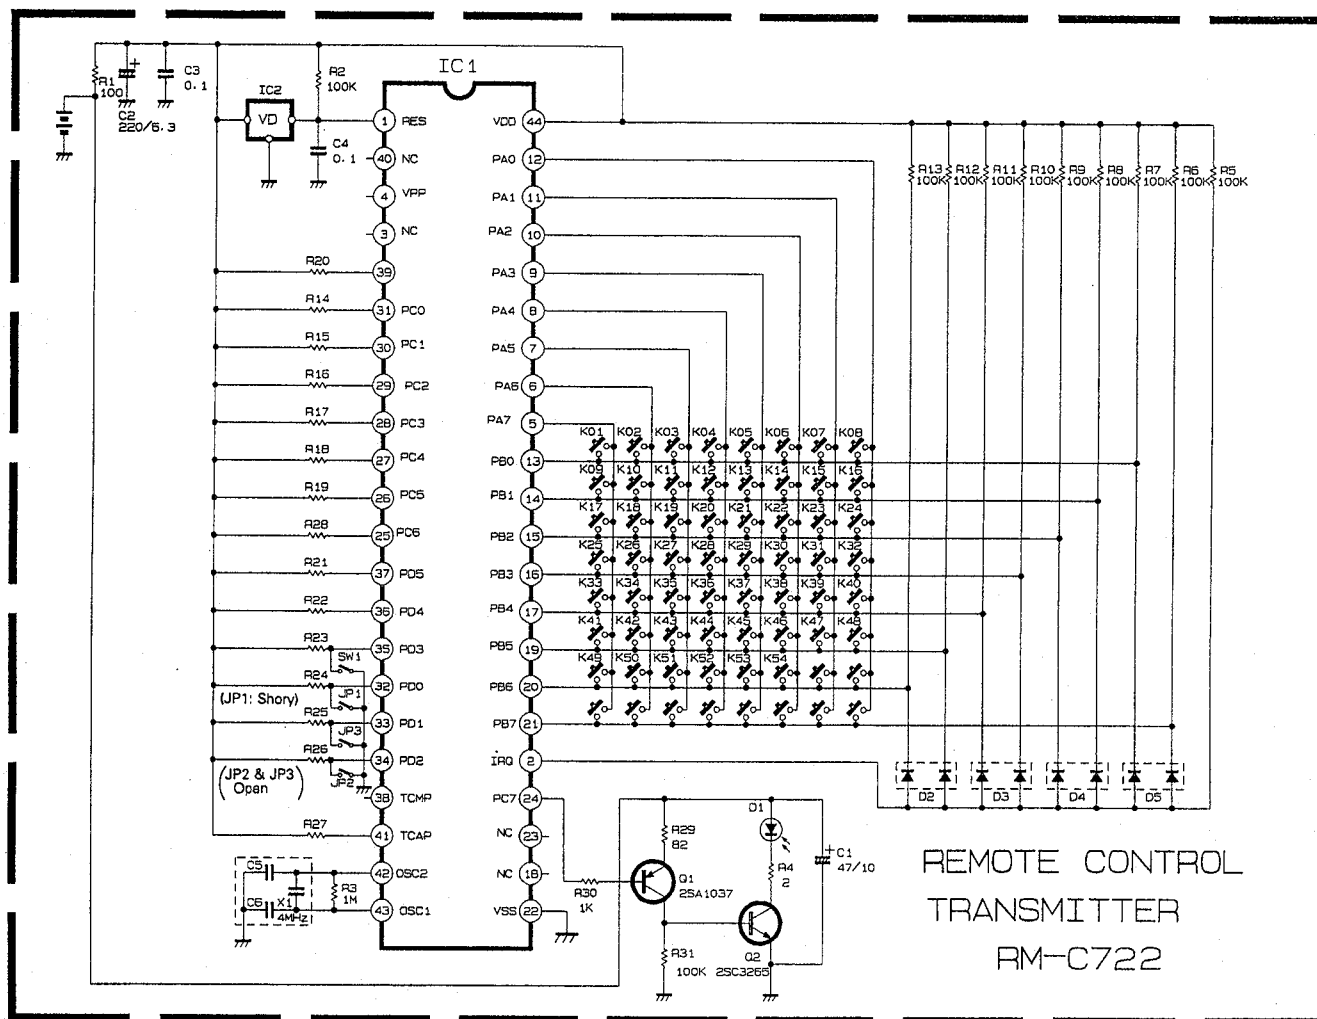 IC1
R1
100
C2
220/6.3
C3
0.1
IC2
VD
R2
100K
C4
0.1
1 RES
40 NC
4 VPP
3 NC
R20 39
R14 31 PC0
R15 30 PC1
R16 29 PC2
R17 28 PC3
R18 27 PC4
R19 26 PC5
R28 25 PC6
R21 37 PD5
R22 36 PD4
R23 35 PD3
SW1
R24 32 PD0
(JP1: Shory)
JP1
R25 33 PD1
JP3
R26 34 PD2
(JP2 & JP3
Open)
JP2
38 TCMP
R27 41 TCAP
C5 42 OSC2
R3
1M
C6 X1
4MHz
43 OSC1
VDD 44
PA0 12
PA1 11
PA2 10
PA3 9
PA4 8
PA5 7
PA6 6
PA7 5
PB0 13
PB1 14
PB2 15
PB3 16
PB4 17
PB5 19
PB6 20
PB7 21
IRQ 2
PC7 24
NC 23
NC 18
VSS 22
K01 K02 K03 K04 K05 K06 K07 K08
K09 K10 K11 K12 K13 K14 K15 K16
K17 K18 K19 K20 K21 K22 K23 K24
K25 K26 K27 K28 K29 K30 K31 K32
K33 K34 K35 K36 K37 K38 K39 K40
K41 K42 K43 K44 K45 K46 K47 K48
K49 K50 K51 K52 K53 K54
R13 R12 R11 R10 R9 R8 R7 R6 R5
100K 100K 100K 100K 100K 100K 100K 100K 100K
D2 D3 D4 D5
R29
82
D1
R4
2
C1
47/10
R30
1K
Q1
2SA1037
R31
100K
Q2
2SC3265
REMOTE CONTROL
TRANSMITTER
RM-C722